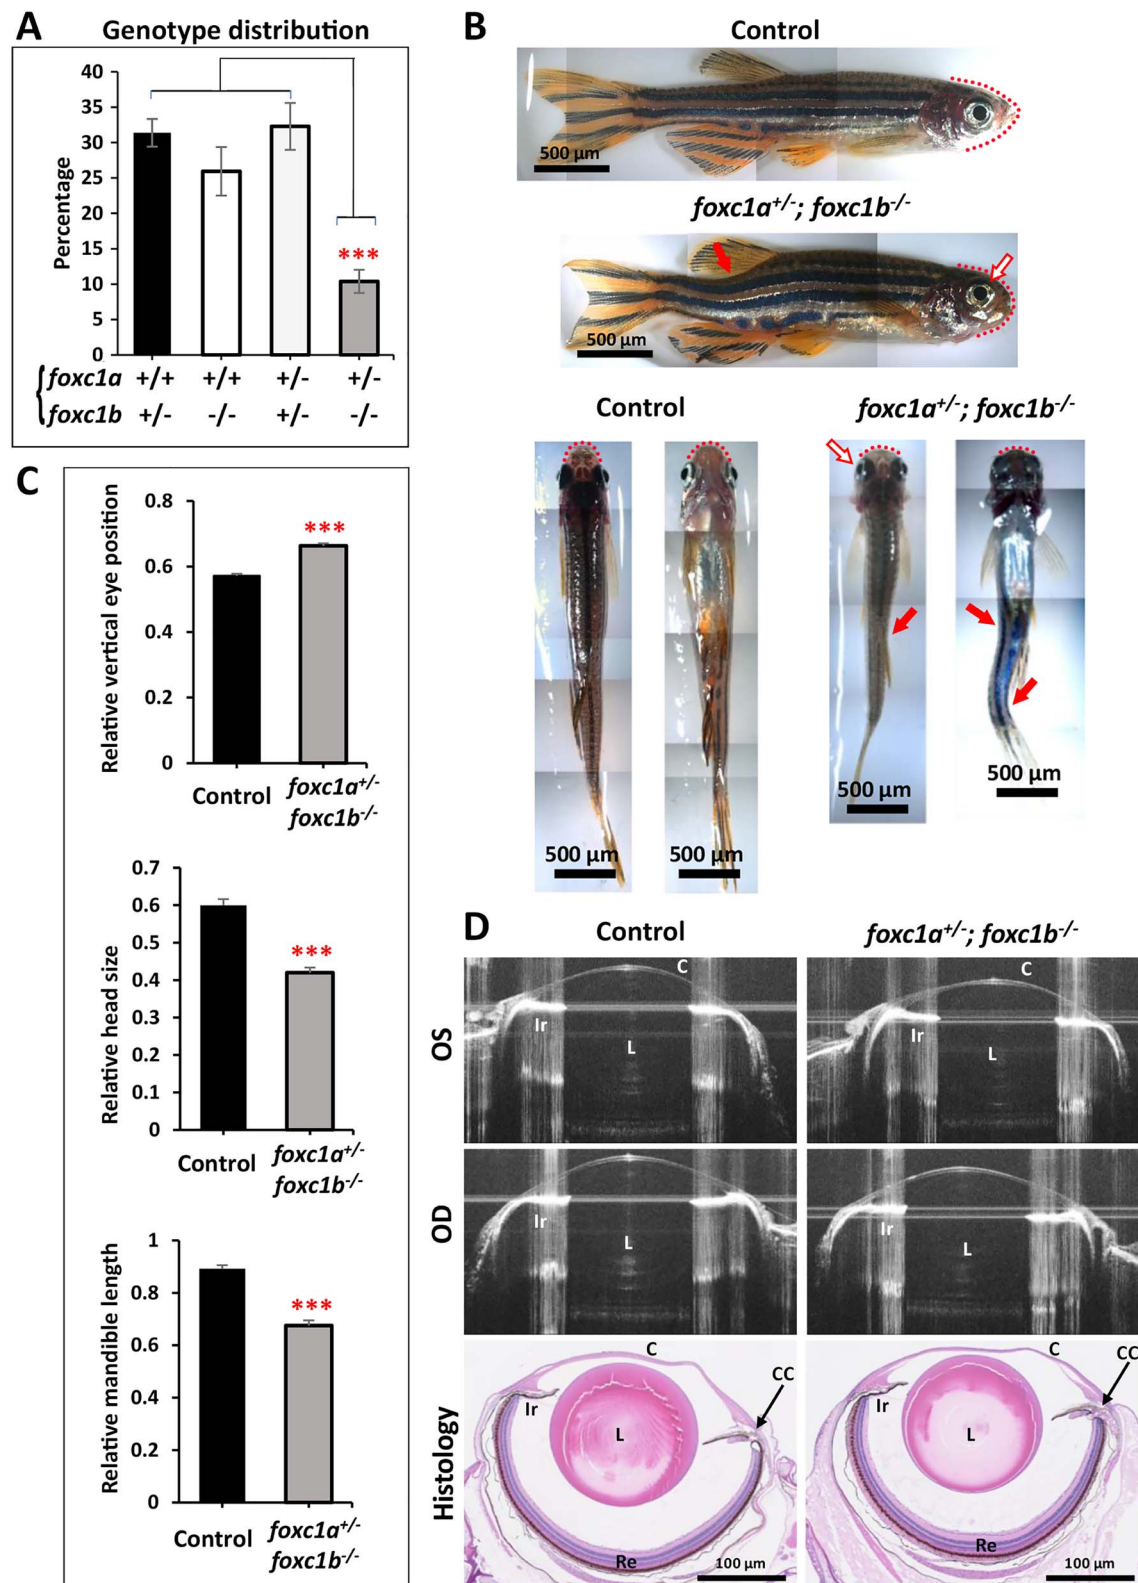 A
Genotype distribution
Percentage
40
35
30
25
20
15
10
5
0
***
foxc1a +/+ +/+ +/- +/-
foxc1b +/- -/- +/- -/-
B
Control
500 µm
foxc1a+/-; foxc1b-/-
500 µm
Control
foxc1a+/-; foxc1b-/-
500 µm
500 µm
500 µm
500 µm
C
Relative vertical eye position
0.8
0.6
0.4
0.2
0
***
Control
foxc1a+/-
foxc1b-/-
Relative head size
0.7
0.6
0.5
0.4
0.3
0.2
0.1
0
***
Control
foxc1a+/-
foxc1b-/-
Relative mandible length
1
0.8
0.6
0.4
0.2
0
***
Control
foxc1a+/-
foxc1b-/-
D
Control
foxc1a+/-; foxc1b-/-
OS
C
Ir
L
C
Ir
L
OD
Ir
L
Ir
L
Histology
C
CC
Ir
L
Re
100 µm
C
CC
Ir
L
Re
100 µm